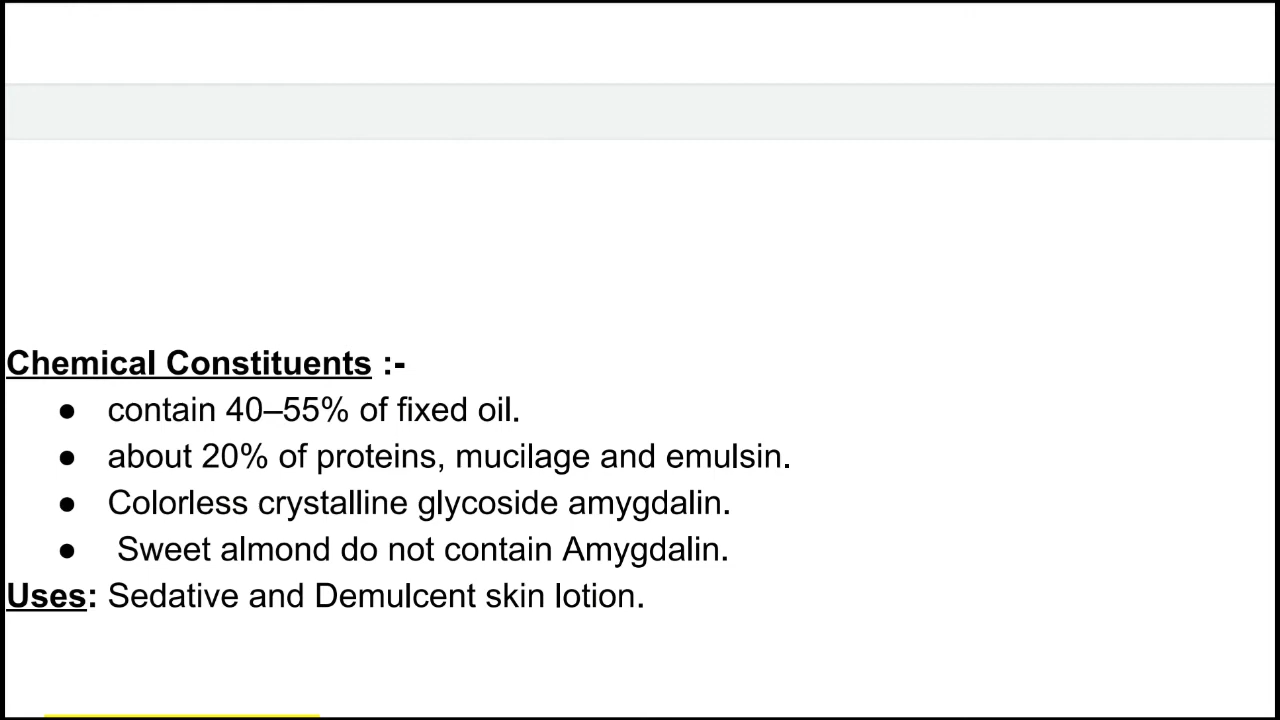 Chemical Constituents :-
● contain 40–55% of fixed oil.
● about 20% of proteins, mucilage and emulsin.
● Colorless crystalline glycoside amygdalin.
● Sweet almond do not contain Amygdalin.
Uses: Sedative and Demulcent skin lotion.